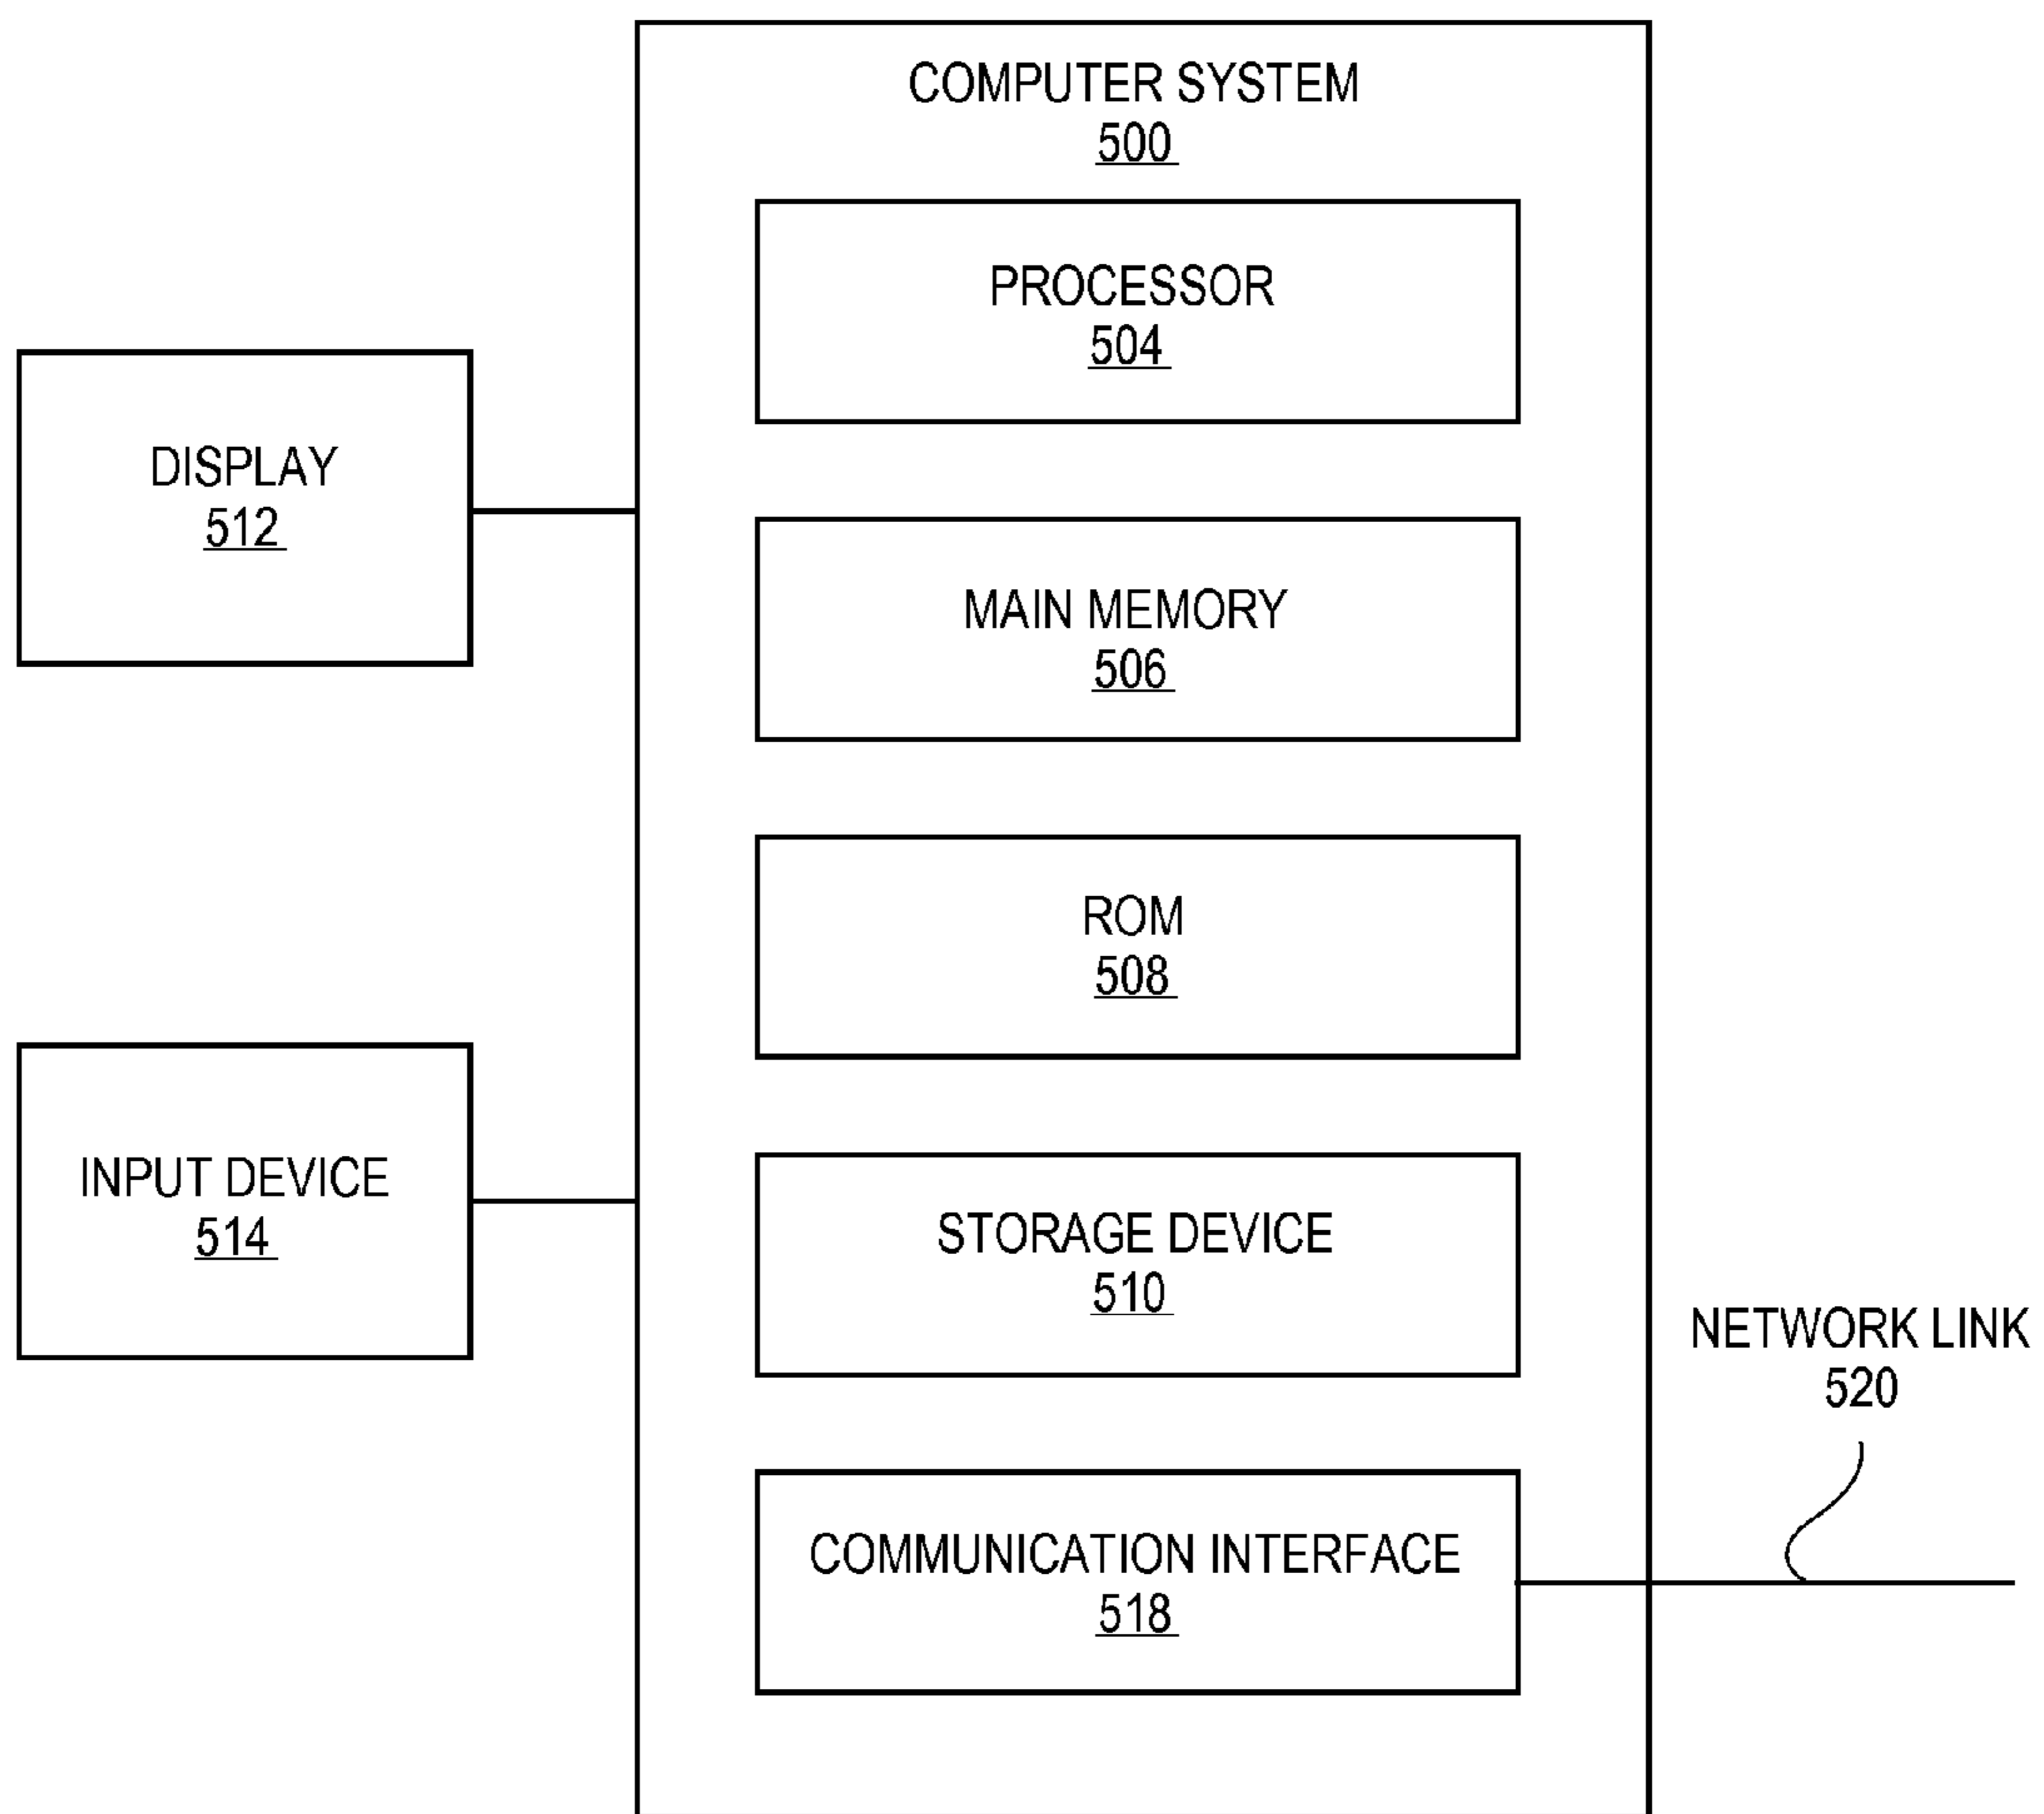 COMPUTER SYSTEM
500
PROCESSOR
504
DISPLAY
512
MAIN MEMORY
506
ROM
508
INPUT DEVICE
514
STORAGE DEVICE
510
NETWORK LINK
520
COMMUNICATION INTERFACE
518